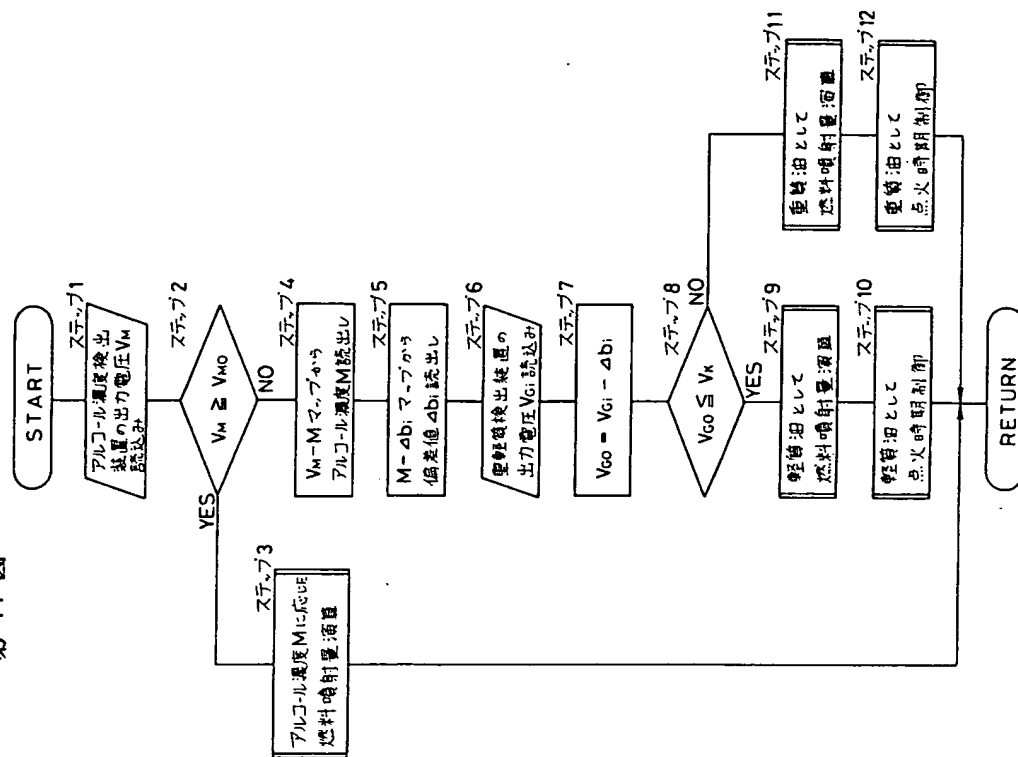 第11図
START
ステップ1
アルコール濃度検出
装置の出力電圧VM
読込み
ステップ2
VM ≧ VMO
YES
NO
ステップ3
アルコール濃度Mに応じた
燃料噴射量演算
ステップ4
VM-Mマップから
アルコール濃度M読出し
ステップ5
M-Δbiマップから
偏差値Δbi読出し
ステップ6
重軽質検出装置の
出力電圧VGi読込み
ステップ7
VGO = VGi - Δbi
ステップ8
VGO ≦ VK
NO
YES
ステップ9
軽質油として
燃料噴射量演算
ステップ10
軽質油として
点火時期制御
ステップ11
重質油として
燃料噴射量演算
ステップ12
重質油として
点火時期制御
RETURN